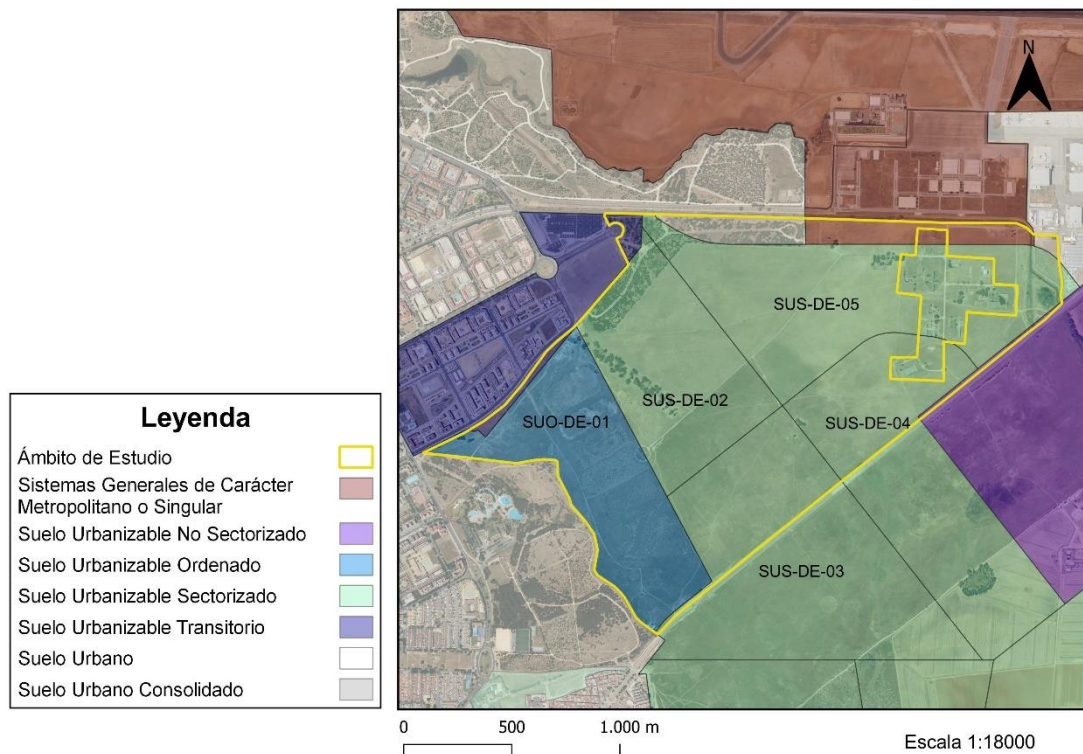 N
SUS-DE-05
SUS-DE-02
SUO-DE-01
SUS-DE-04
SUS-DE-03
Leyenda
Ámbito de Estudio
Sistemas Generales de Carácter
Metropolitano o Singular
Suelo Urbanizable No Sectorizado
Suelo Urbanizable Ordenado
Suelo Urbanizable Sectorizado
Suelo Urbanizable Transitorio
Suelo Urbano
Suelo Urbano Consolidado
0 500 1.000 m
Escala 1:18000